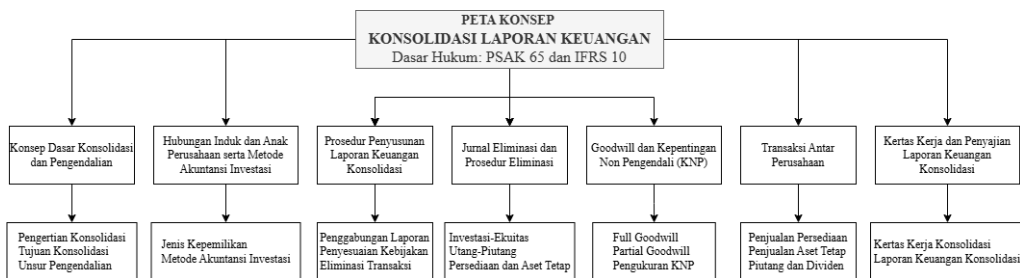 PETA KONSEP
KONSOLIDASI LAPORAN KEUANGAN
Dasar Hukum: PSAK 65 dan IFRS 10
Konsep Dasar Konsolidasi
dan Pengendalian
Hubungan Induk dan Anak
Perusahaan serta Metode
Akuntansi Investasi
Prosedur Penyusunan
Laporan Keuangan
Konsolidasi
Jurnal Eliminasi dan
Prosedur Eliminasi
Goodwill dan Kepentingan
Non Pengendali (KNP)
Transaksi Antar
Perusahaan
Kertas Kerja dan Penyajian
Laporan Keuangan
Konsolidasi
Pengertian Konsolidasi
Tujuan Konsolidasi
Unsur Pengendalian
Jenis Kepemilikan
Metode Akuntansi Investasi
Penggabungan Laporan
Penyesuaian Kebijakan
Eliminasi Transaksi
Investasi-Ekuitas
Utang-Piutang
Persediaan dan Aset Tetap
Full Goodwill
Partial Goodwill
Pengukuran KNP
Penjualan Persediaan
Penjualan Aset Tetap
Piutang dan Dividen
Kertas Kerja Konsolidasi
Laporan Keuangan Konsolidasi